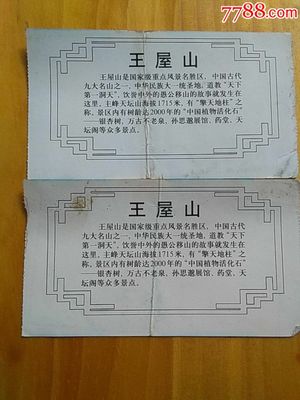 7788.com
王屋山
王屋山是国家级重点风景名胜区，中国古代
九大名山之一，中华民族大一统圣地，道教“天下
第一洞天”，饮誉中外的愚公移山的故事就发生在
这里，主峰天坛山海拔1715米，有“擎天地柱”之
称。景区内有树龄达2000年的“中国植物活化石”
——银杏树，万古不老泉、孙思邈展馆、药堂、天
坛阁等众多景点。
王屋山
王屋山是国家级重点风景名胜区，中国古代
九大名山之一，中华民族大一统圣地，道教“天下
第一洞天”，饮誉中外的愚公移山的故事就发生在
这里，主峰天坛山海拔1715米，有“擎天地柱”之
称。景区内有树龄达2000年的“中国植物活化石”
——银杏树，万古不老泉、孙思邈展馆、药堂、天
坛阁等众多景点。